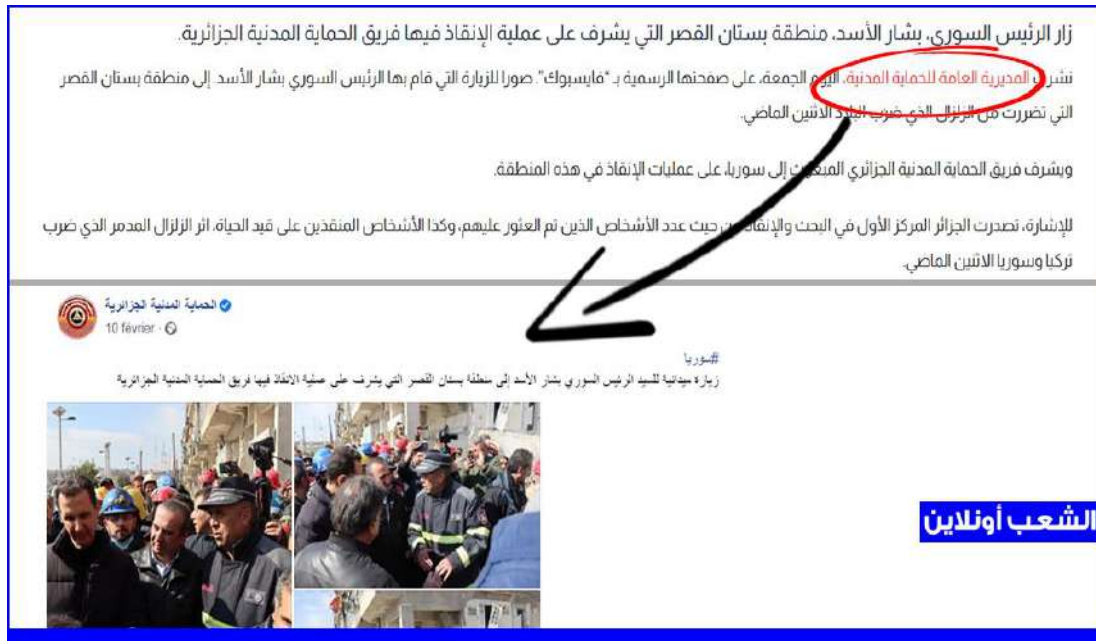 زار الرئيس السوري، بشار الأسد، منطقة بستان القصر التي يشرف على عملية الإنقاذ فيها فريق الحماية المدنية الجزائرية.
نشرت المديرية العامة للحماية المدنية، اليوم الجمعة، على صفحتها الرسمية بـ "فايسبوك" صورا للزيارة التي قام بها الرئيس السوري بشار الأسد إلى منطقة بستان القصر
التي تضررت من الزلزال الذي ضرب البلاد الاثنين الماضي.
ويشرف فريق الحماية المدنية الجزائري المبعوث إلى سوريا، على عمليات الإنقاذ في هذه المنطقة.
للإشارة، تصدرت الجزائر المركز الأول في البحث والإنقاذ من حيث عدد الأشخاص الذين تم العثور عليهم، وكذا الأشخاص المنقذين على قيد الحياة، اثر الزلزال المدمر الذي ضرب
تركيا وسوريا الاثنين الماضي.
الحماية المدنية الجزائرية
10 février
#سوريا
زيارة ميدانية للسيد الرئيس السوري بشار الأسد إلى منطقة بستان القصر التي يشرف على عملية الانقاذ فيها فريق الحماية المدنية الجزائرية
الشعب أونلاين